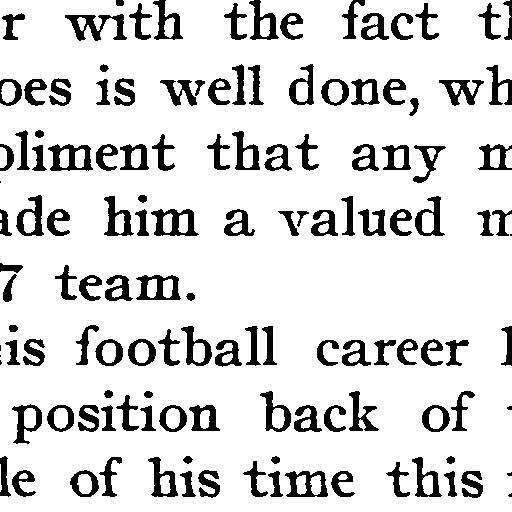 r with the fact
oes is well done, wh
pliment that any
ade him a valued
7 team.
is football career
position back of
le of his time this